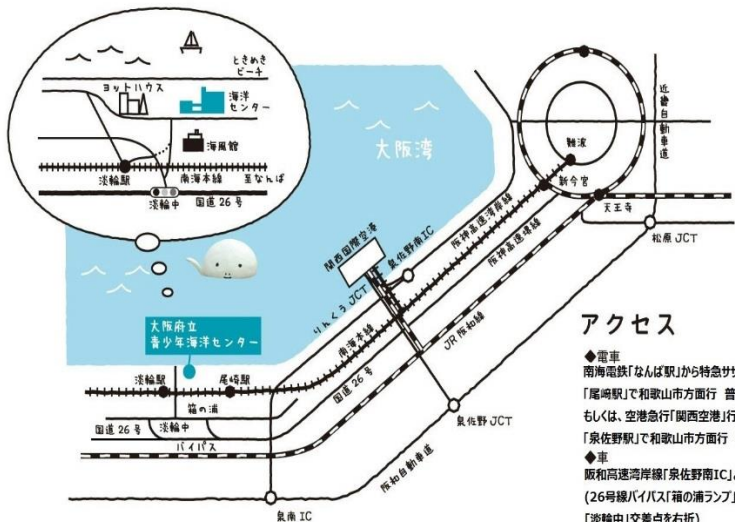 ときめき
ビーチ
ヨットハウス
海洋
センター
海風館
淡輪駅
南海本線
至なんば
淡輪中
国道26号
大阪湾
難波
新今宮
天王寺
近畿自動車道
松原JCT
阪神高速湾岸線
阪神高速堺線
関西国際空港
泉佐野南IC
りんくうJCT
南海本線
国道26号
JR阪和線
大阪府立
青少年海洋センター
淡輪駅
尾崎駅
箱の浦
国道26号
淡輪中
バイパス
泉佐野JCT
阪和自動車道
泉南IC
アクセス
◆電車
南海電鉄「なんば駅」から特急サ
「尾崎駅」で和歌山市方面行 普
もしくは、空港急行「関西空港」行
「泉佐野駅」で和歌山市方面行
◆車
阪和高速湾岸線「泉佐野南IC」
(26号線バイパス「箱の浦ランプ」
「淡輪中」交差点を右折)